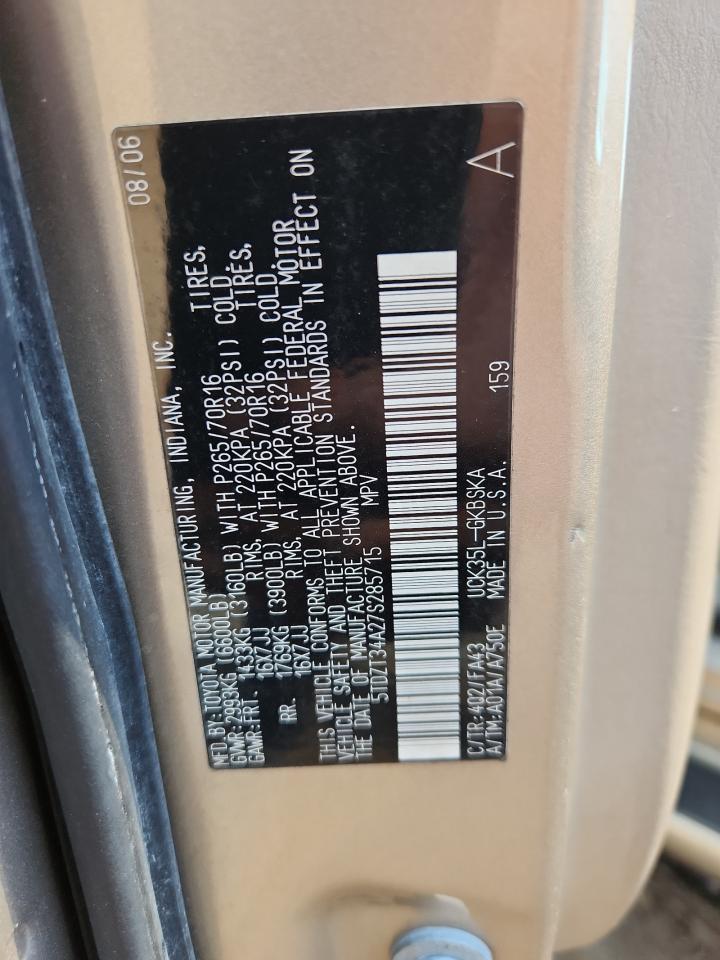 MFD.BY:TOYOTA MOTOR MANUFACTURING, INDIANA, INC. 08/06
GVWR:2993KG (6600LB)
GAWR:FRT. 1433KG (3160LB) WITH P265/70R16 TIRES,
16X7JJ RIMS, AT 220KPA (32PSI) COLD.
RR. 1769KG (3900LB) WITH P265/70R16 TIRES,
16X7JJ RIMS, AT 220KPA (32PSI) COLD.
THIS VEHICLE CONFORMS TO ALL APPLICABLE FEDERAL MOTOR
VEHICLE SAFETY AND THEFT PREVENTION STANDARDS IN EFFECT ON
THE DATE OF MANUFACTURE SHOWN ABOVE.
5TDZT34A27S285715 MPV
C/TR:4Q2/FA43 UCK35L-GKBSKA
A/TM:A01A/A750E MADE IN U.S.A. 159 A